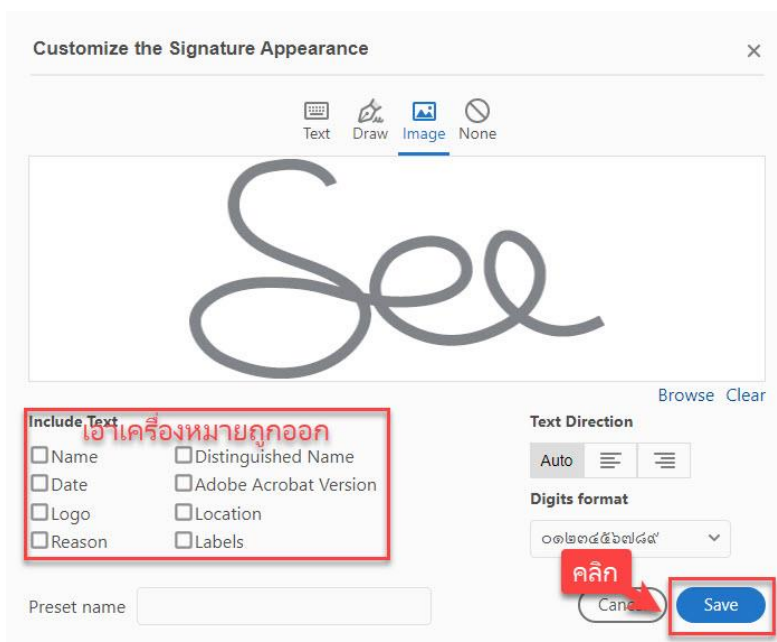 Customize the Signature Appearance
Text Draw Image None
See
Browse Clear
Include Text
เอาเครื่องหมายถูกออก
Name
Distinguished Name
Date
Adobe Acrobat Version
Logo
Location
Reason
Labels
Text Direction
Auto
Digits format
๐๑๒๓๔๕๖๗๘๙
คลิก
Preset name
Cancel
Save